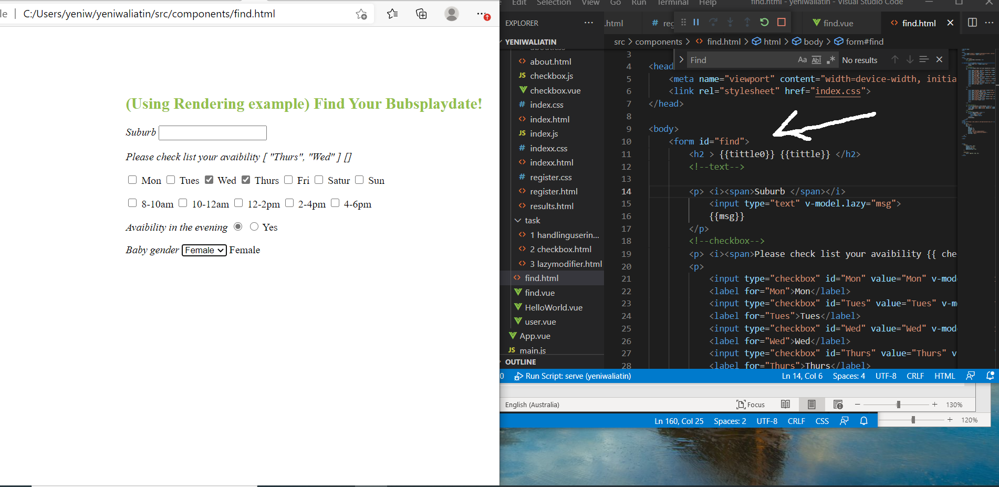 le | C:/Users/yeniw/yeniwaliatin/src/components/find.html
(Using Rendering example) Find Your Bubsplaydate!
Suburb
Please check list your avaibility [ "Thurs", "Wed" ] []
Mon Tues Wed Thurs Fri Satur Sun
8-10am 10-12am 12-2pm 2-4pm 4-6pm
Avaibility in the evening Yes
Baby gender Female Female
Edit Selection View Go Run Terminal Help find.html - yeniwaliatin - Visual Studio Code
EXPLORER
.html # reg find.vue <> find.html
YENIWALIATIN
src > components > <> find.html > html > body > form#find
about.css
<> about.html
JS checkbox.js
checkbox.vue
# index.css
<> index.html
JS index.js
# indexx.css
<> indexx.html
# register.css
<> register.html
<> results.html
task
<> 1 handlinguserin...
<> 2 checkbox.html
<> 3 lazymodifier.html
<> find.html
find.vue
HelloWorld.vue
user.vue
App.vue
JS main.js
OUTLINE
Find Aa Abl .* No results
3
4 <head
5 <meta name="viewport" content="width=device-width, initia
6 <link rel="stylesheet" href="index.css">
7 </head>
8
9 <body>
10 <form id="find">
11 <h2 > {{tittle0}} {{tittle}} </h2>
12 <!--text-->
13
14 <p> <i><span>Suburb </span></i>
15 <input type="text" v-model.lazy="msg">
16 {{msg}}
17 </p>
18 <!--checkbox-->
19 <p> <i><span>Please check list your avaibility {{ che
20 <p>
21 <input type="checkbox" id="Mon" value="Mon" v-mod
22 <label for="Mon">Mon</label>
23 <input type="checkbox" id="Tues" value="Tues" v-m
24 <label for="Tues">Tues</label>
25 <input type="checkbox" id="Wed" value="Wed" v-mod
26 <label for="Wed">Wed</label>
27 <input type="checkbox" id="Thurs" value="Thurs" v
28 <label for="Thurs">Thurs</label>
0 Run Script: serve (yeniwaliatin) Ln 14, Col 6 Spaces: 4 UTF-8 CRLF HTML
English (Australia) Focus 130%
Ln 160, Col 25 Spaces: 2 UTF-8 CRLF CSS 120%